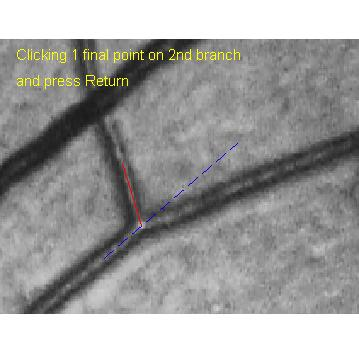 Clicking 1 final point on 2nd branch
and press Return